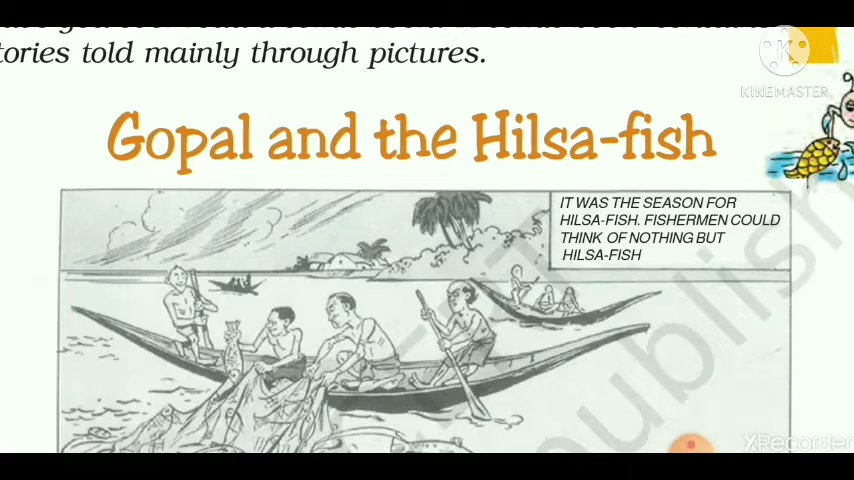 tories told mainly through pictures.
KINEMASTER
Gopal and the Hilsa-fish
IT WAS THE SEASON FOR
HILSA-FISH. FISHERMEN COULD
THINK OF NOTHING BUT
HILSA-FISH
publish
XRecorder